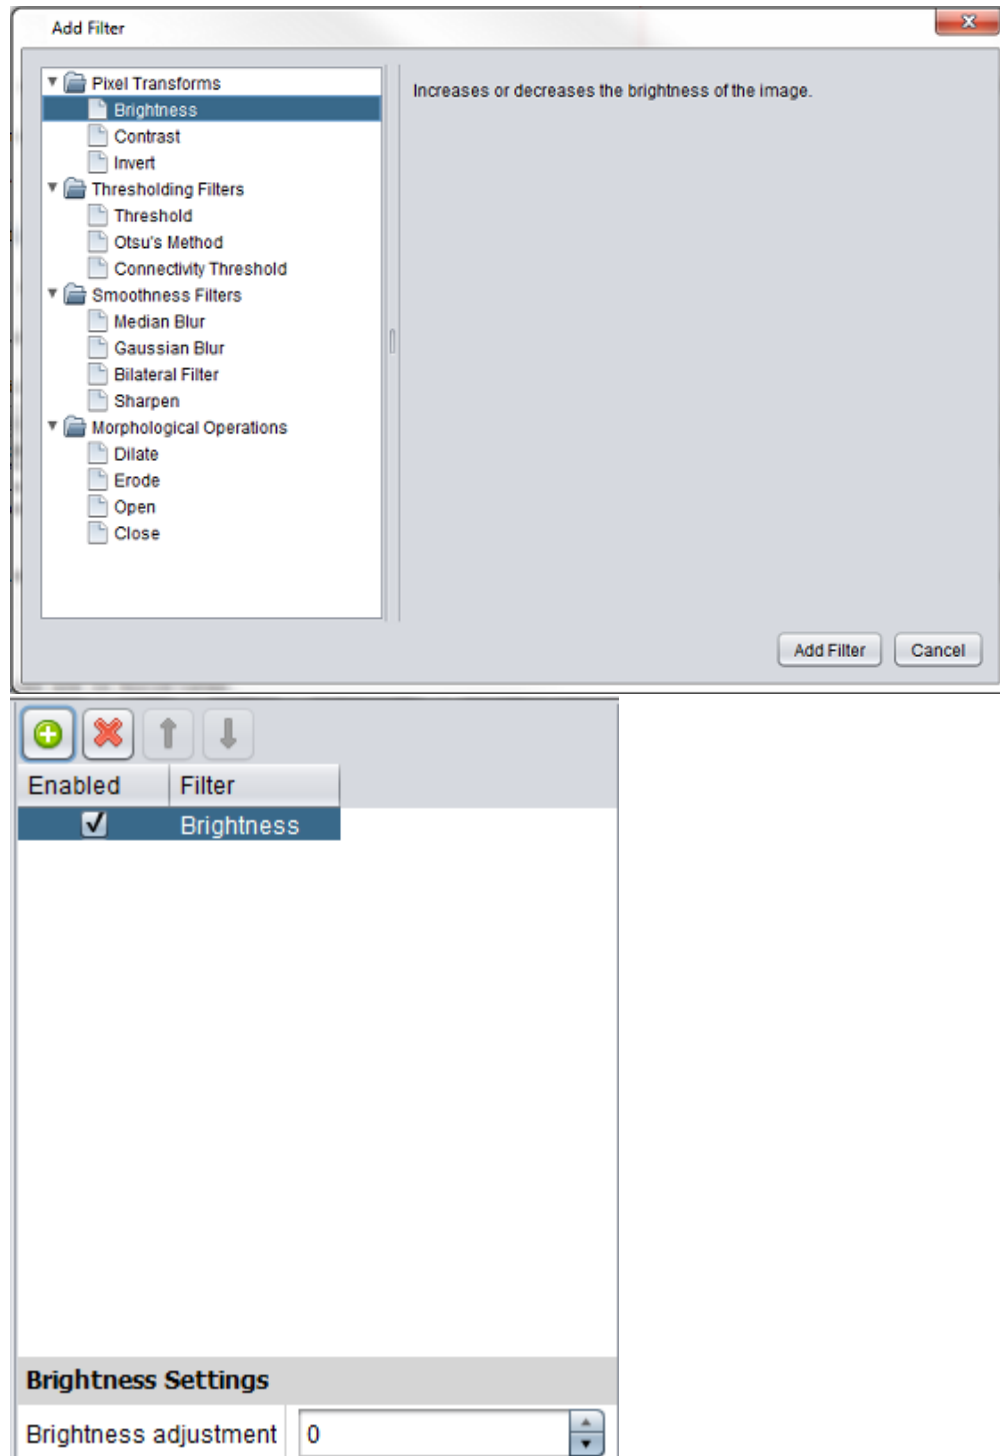 Add Filter
Pixel Transforms
Brightness
Contrast
Invert
Thresholding Filters
Threshold
Otsu's Method
Connectivity Threshold
Smoothness Filters
Median Blur
Gaussian Blur
Bilateral Filter
Sharpen
Morphological Operations
Dilate
Erode
Open
Close
Increases or decreases the brightness of the image.
Add Filter Cancel
Enabled Filter
Brightness
Brightness Settings
Brightness adjustment 0